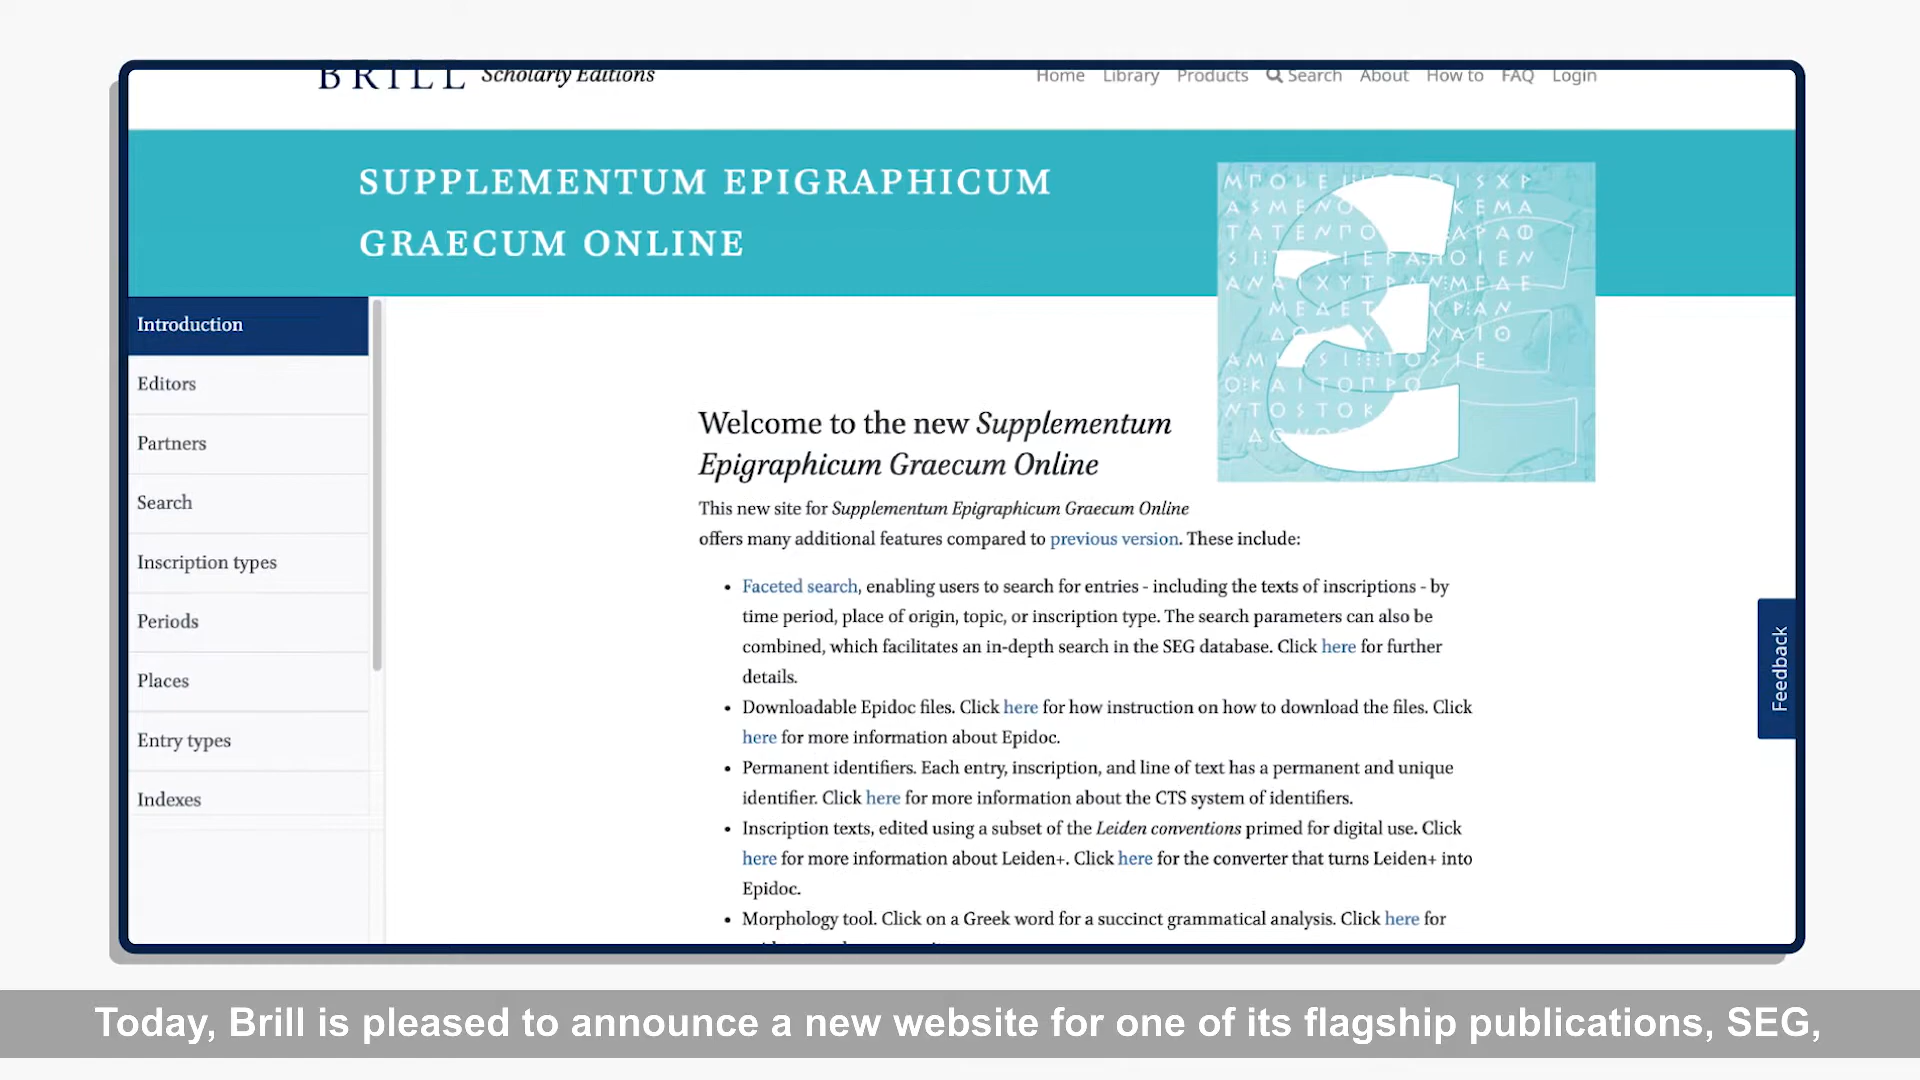 BRILL Scholarly Editions
Home Library Products Search About How to FAQ Login
SUPPLEMENTUM EPIGRAPHICUM
GRAECUM ONLINE
Introduction
Editors
Partners
Search
Inscription types
Periods
Places
Entry types
Indexes
Welcome to the new Supplementum
Epigraphicum Graecum Online
This new site for Supplementum Epigraphicum Graecum Online
offers many additional features compared to previous version. These include:
• Faceted search, enabling users to search for entries - including the texts of inscriptions - by
time period, place of origin, topic, or inscription type. The search parameters can also be
combined, which facilitates an in-depth search in the SEG database. Click here for further
details.
• Downloadable Epidoc files. Click here for how instruction on how to download the files. Click
here for more information about Epidoc.
• Permanent identifiers. Each entry, inscription, and line of text has a permanent and unique
identifier. Click here for more information about the CTS system of identifiers.
• Inscription texts, edited using a subset of the Leiden conventions primed for digital use. Click
here for more information about Leiden+. Click here for the converter that turns Leiden+ into
Epidoc.
• Morphology tool. Click on a Greek word for a succinct grammatical analysis. Click here for
Feedback
Today, Brill is pleased to announce a new website for one of its flagship publications, SEG,